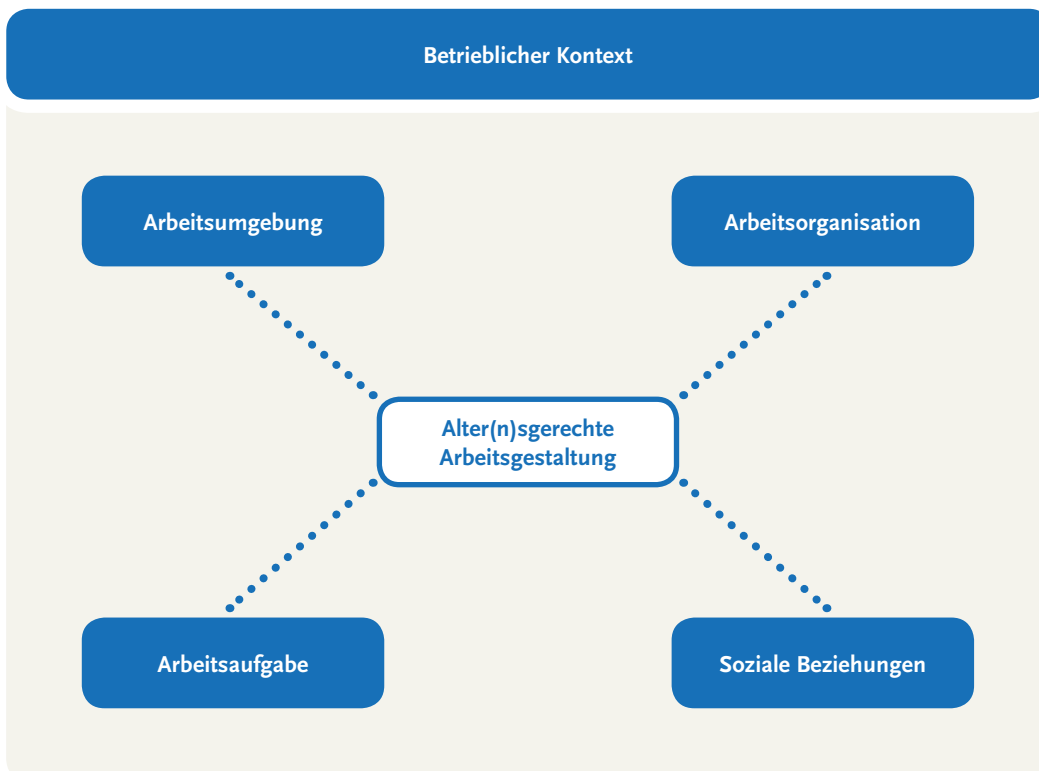 Betrieblicher Kontext
Arbeitsumgebung
Arbeitsorganisation
Alter(n)sgerechte
Arbeitsgestaltung
Arbeitsaufgabe
Soziale Beziehungen